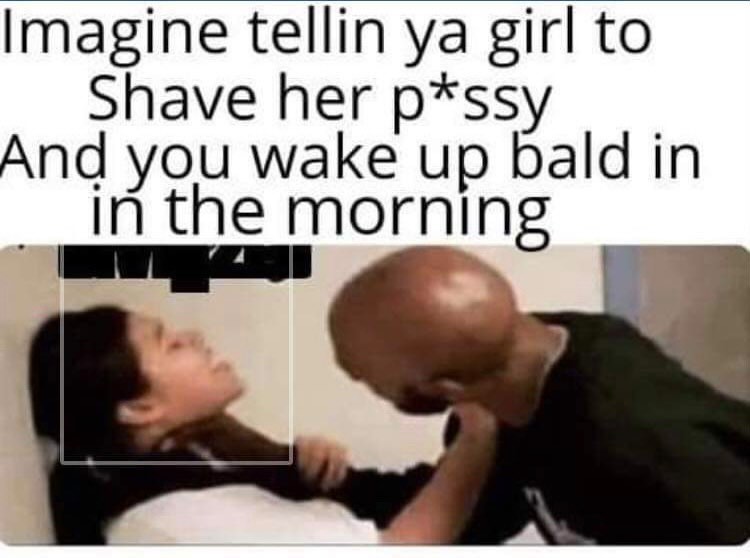 Imagine tellin ya girl to
Shave her p*ssy
And you wake up bald in
in the morning